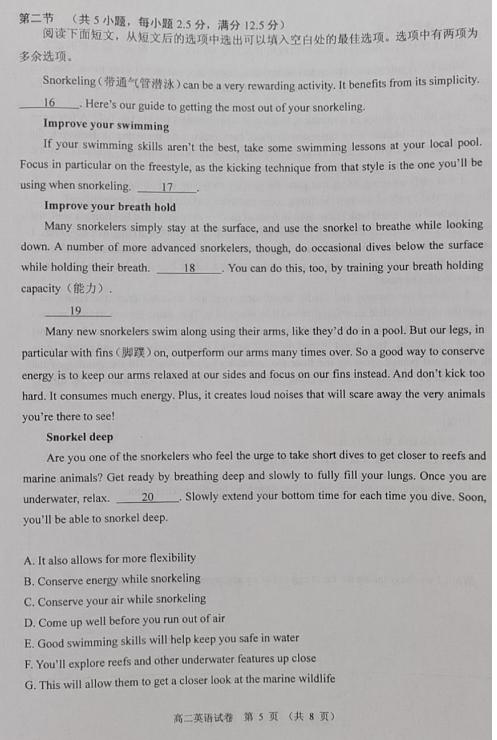 第二节 （共 5 小题，每小题 2.5 分，满分 12.5 分）
阅读下面短文，从短文后的选项中选出可以填入空白处的最佳选项。选项中有两项为
多余选项。
Snorkeling（带通气管潜泳）can be a very rewarding activity. It benefits from its simplicity.
16 . Here's our guide to getting the most out of your snorkeling.
Improve your swimming
If your swimming skills aren't the best, take some swimming lessons at your local pool.
Focus in particular on the freestyle, as the kicking technique from that style is the one you'll be
using when snorkeling. 17 .
Improve your breath hold
Many snorkelers simply stay at the surface, and use the snorkel to breathe while looking
down. A number of more advanced snorkelers, though, do occasional dives below the surface
while holding their breath. 18 . You can do this, too, by training your breath holding
capacity（能力）.
19
Many new snorkelers swim along using their arms, like they'd do in a pool. But our legs, in
particular with fins（脚蹼）on, outperform our arms many times over. So a good way to conserve
energy is to keep our arms relaxed at our sides and focus on our fins instead. And don't kick too
hard. It consumes much energy. Plus, it creates loud noises that will scare away the very animals
you're there to see!
Snorkel deep
Are you one of the snorkelers who feel the urge to take short dives to get closer to reefs and
marine animals? Get ready by breathing deep and slowly to fully fill your lungs. Once you are
underwater, relax. 20 . Slowly extend your bottom time for each time you dive. Soon,
you'll be able to snorkel deep.
A. It also allows for more flexibility
B. Conserve energy while snorkeling
C. Conserve your air while snorkeling
D. Come up well before you run out of air
E. Good swimming skills will help keep you safe in water
F. You'll explore reefs and other underwater features up close
G. This will allow them to get a closer look at the marine wildlife
高二英语试卷 第 5 页 （共 8 页）